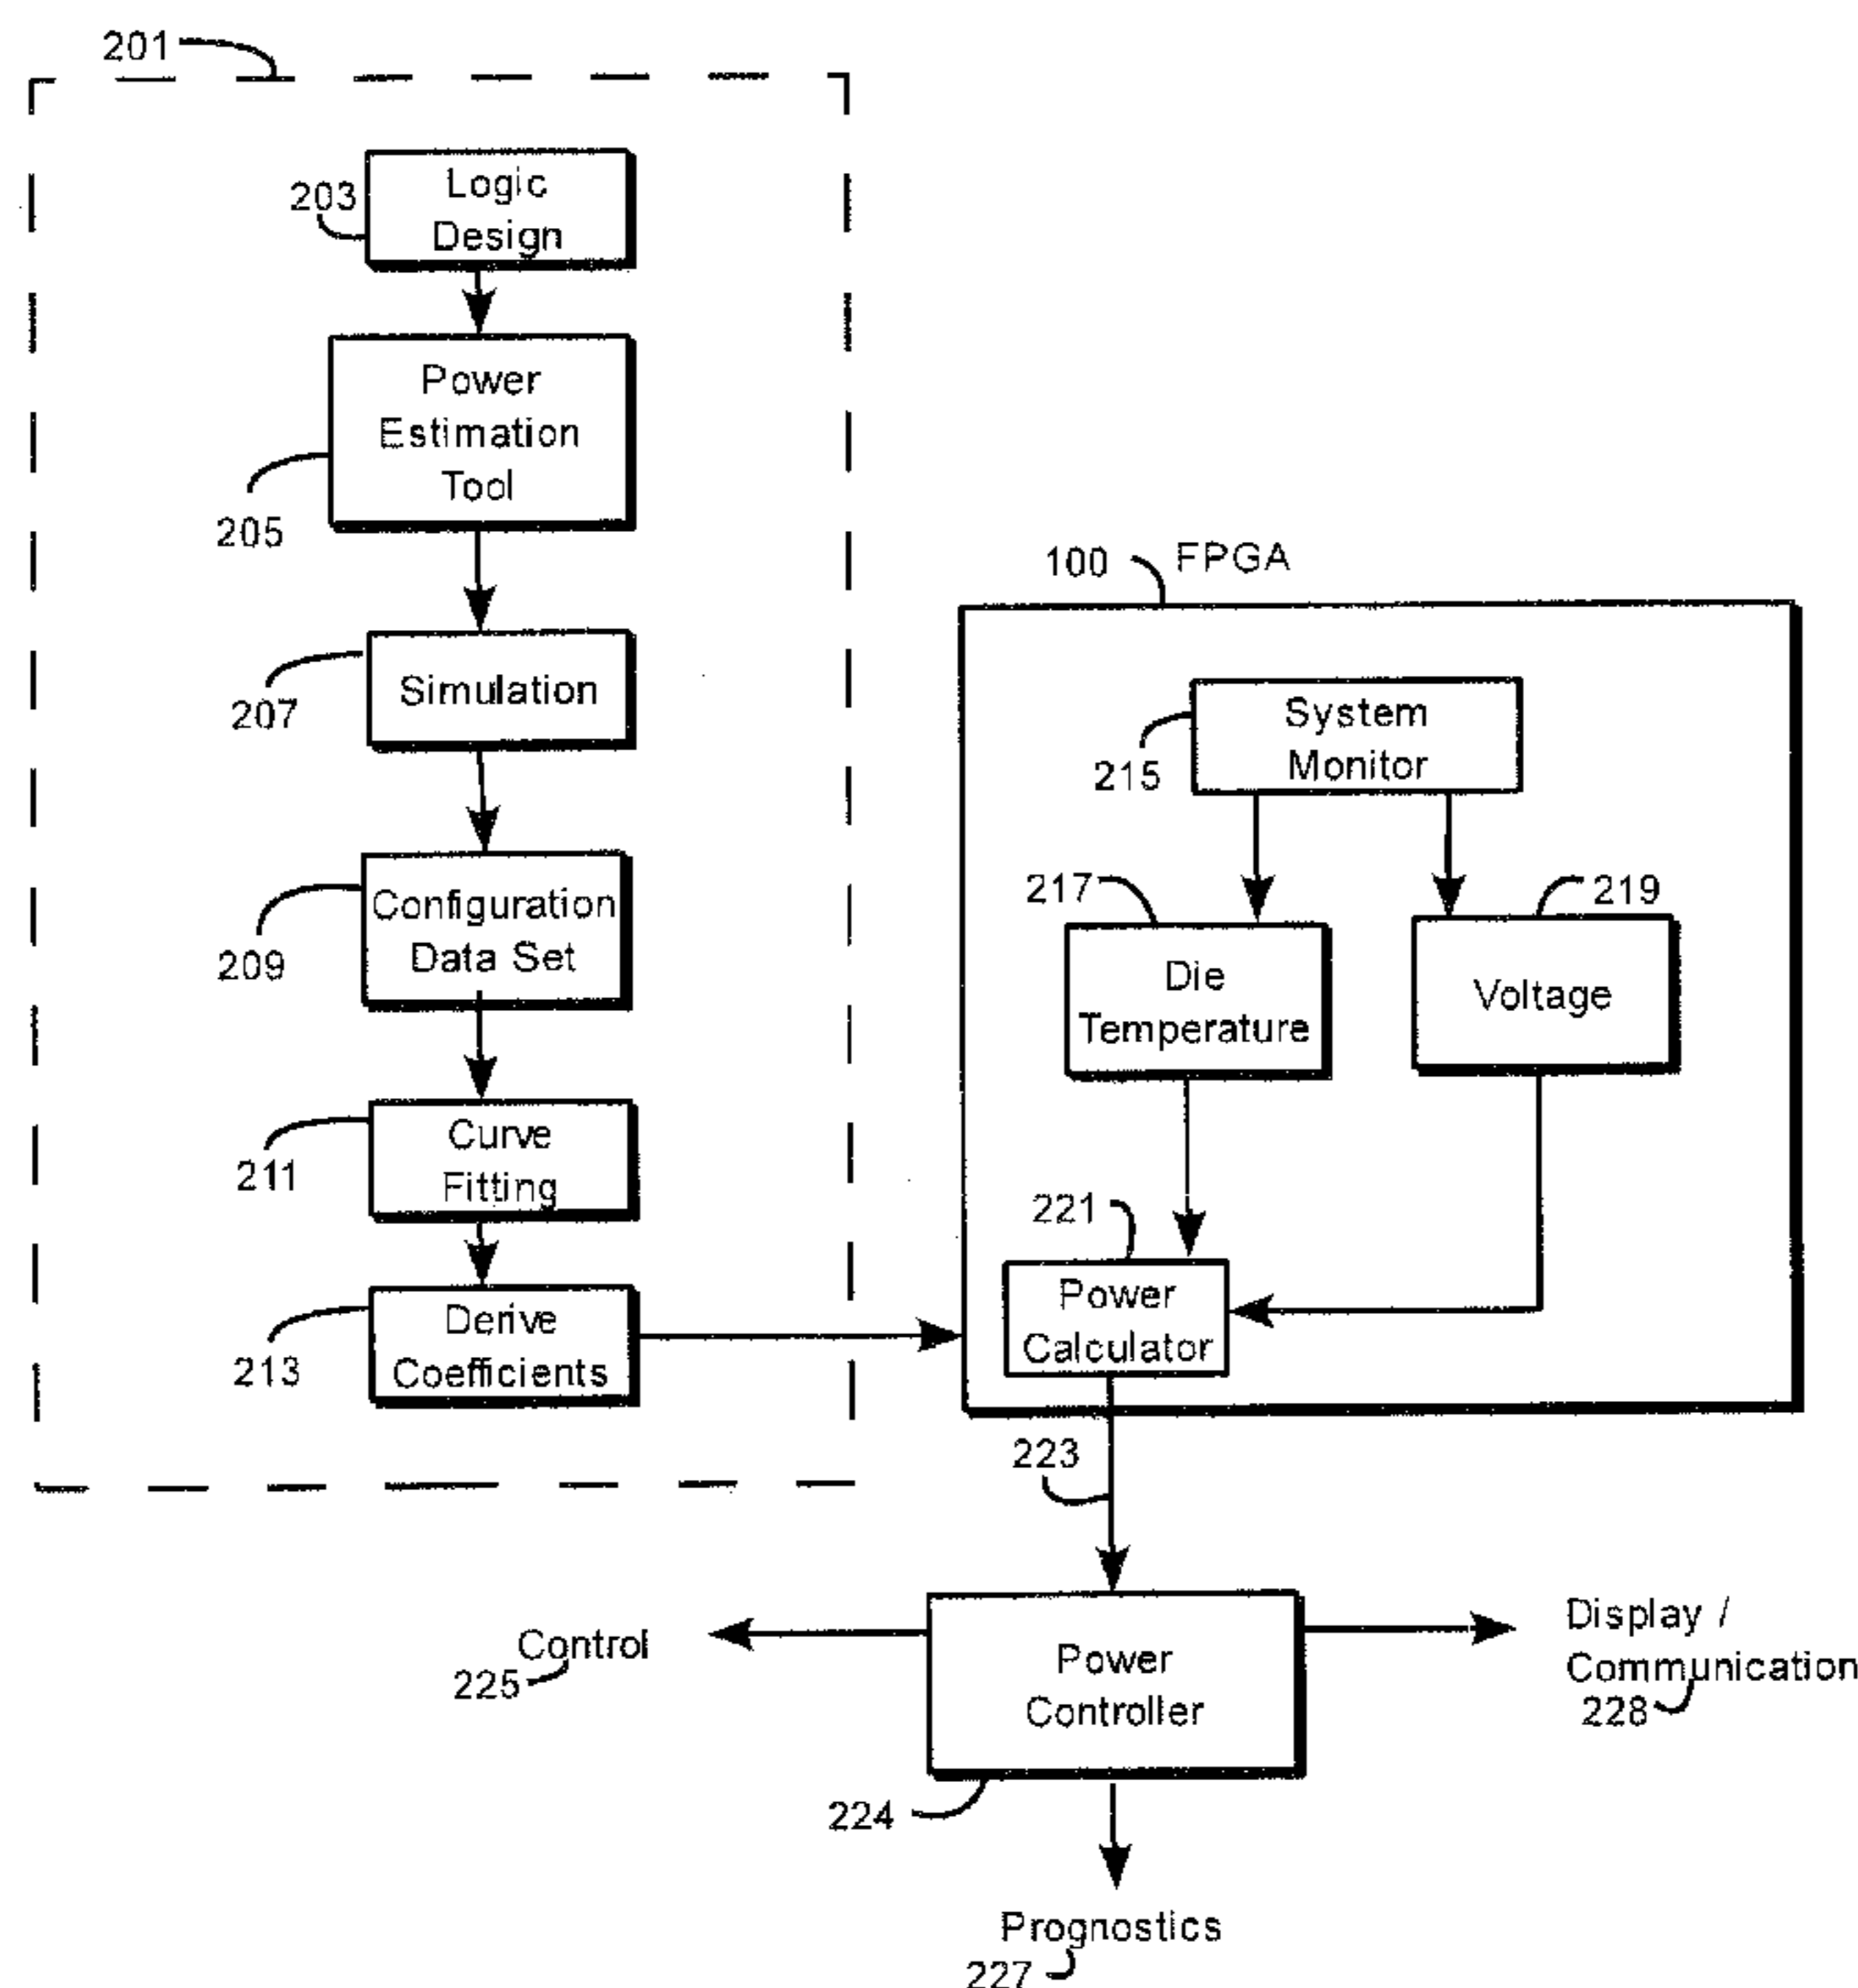 201
203
Logic
Design
Power
Estimation
Tool
205
Simulation
207
Configuration
Data Set
209
Curve
Fitting
211
Derive
Coefficients
213
100
FPGA
System
Monitor
215
217
219
Die
Temperature
Voltage
221
Power
Calculator
223
Control
225
Power
Controller
224
Display /
Communication
228
Prognostics
227